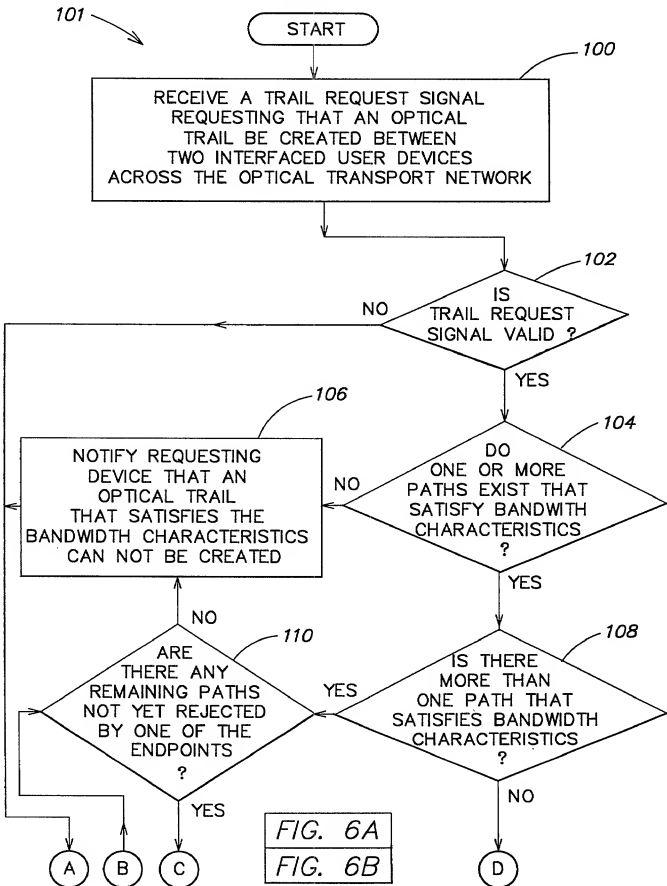 101
START
100
RECEIVE A TRAIL REQUEST SIGNAL
REQUESTING THAT AN OPTICAL
TRAIL BE CREATED BETWEEN
TWO INTERFACED USER DEVICES
ACROSS THE OPTICAL TRANSPORT NETWORK
102
IS
TRAIL REQUEST
SIGNAL VALID ?
NO
YES
104
DO
ONE OR MORE
PATHS EXIST THAT
SATISFY BANDWITH
CHARACTERISTICS
?
NO
YES
106
NOTIFY REQUESTING
DEVICE THAT AN
OPTICAL TRAIL
THAT SATISFIES THE
BANDWIDTH CHARACTERISTICS
CAN NOT BE CREATED
NO
108
IS THERE
MORE THAN
ONE PATH THAT
SATISFIES BANDWIDTH
CHARACTERISTICS
?
YES
NO
110
ARE
THERE ANY
REMAINING PATHS
NOT YET REJECTED
BY ONE OF THE
ENDPOINTS
?
YES
FIG. 6A
FIG. 6B
A
B
C
D